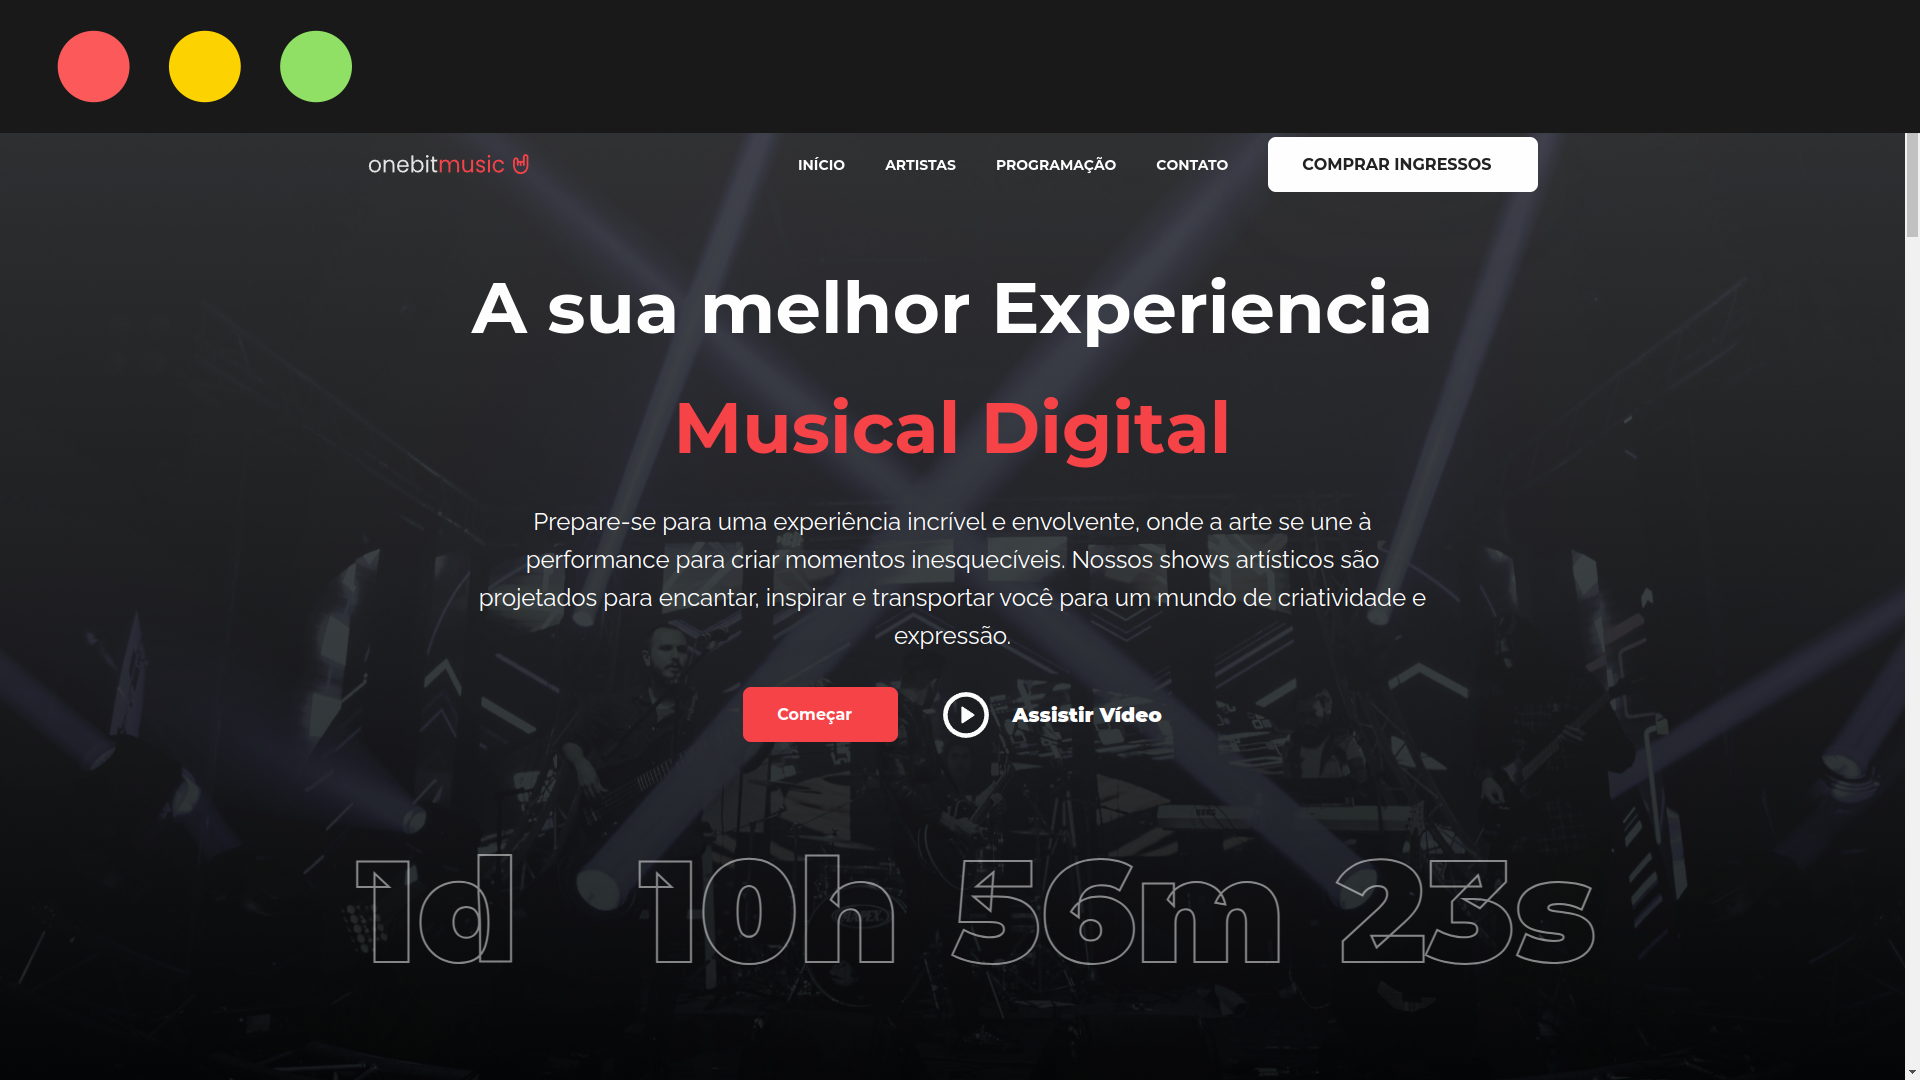 onebitmusic
INÍCIO
ARTISTAS
PROGRAMAÇÃO
CONTATO
COMPRAR INGRESSOS
A sua melhor Experiencia
Musical Digital
Prepare-se para uma experiência incrível e envolvente, onde a arte se une à
performance para criar momentos inesquecíveis. Nossos shows artísticos são
projetados para encantar, inspirar e transportar você para um mundo de criatividade e
expressão.
Começar
Assistir Vídeo
1d 10h 56m 23s